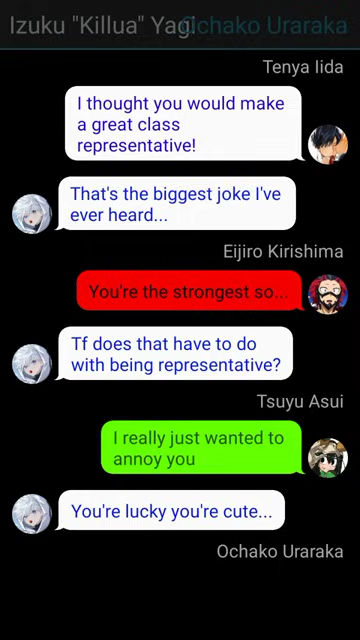 Izuku "Killua" Yagi
Ochako Uraraka
Tenya Iida
I thought you would make
a great class
representative!
That's the biggest joke I've
ever heard...
Eijiro Kirishima
You're the strongest so...
Tf does that have to do
with being representative?
Tsuyu Asui
I really just wanted to
annoy you
You're lucky you're cute...
Ochako Uraraka